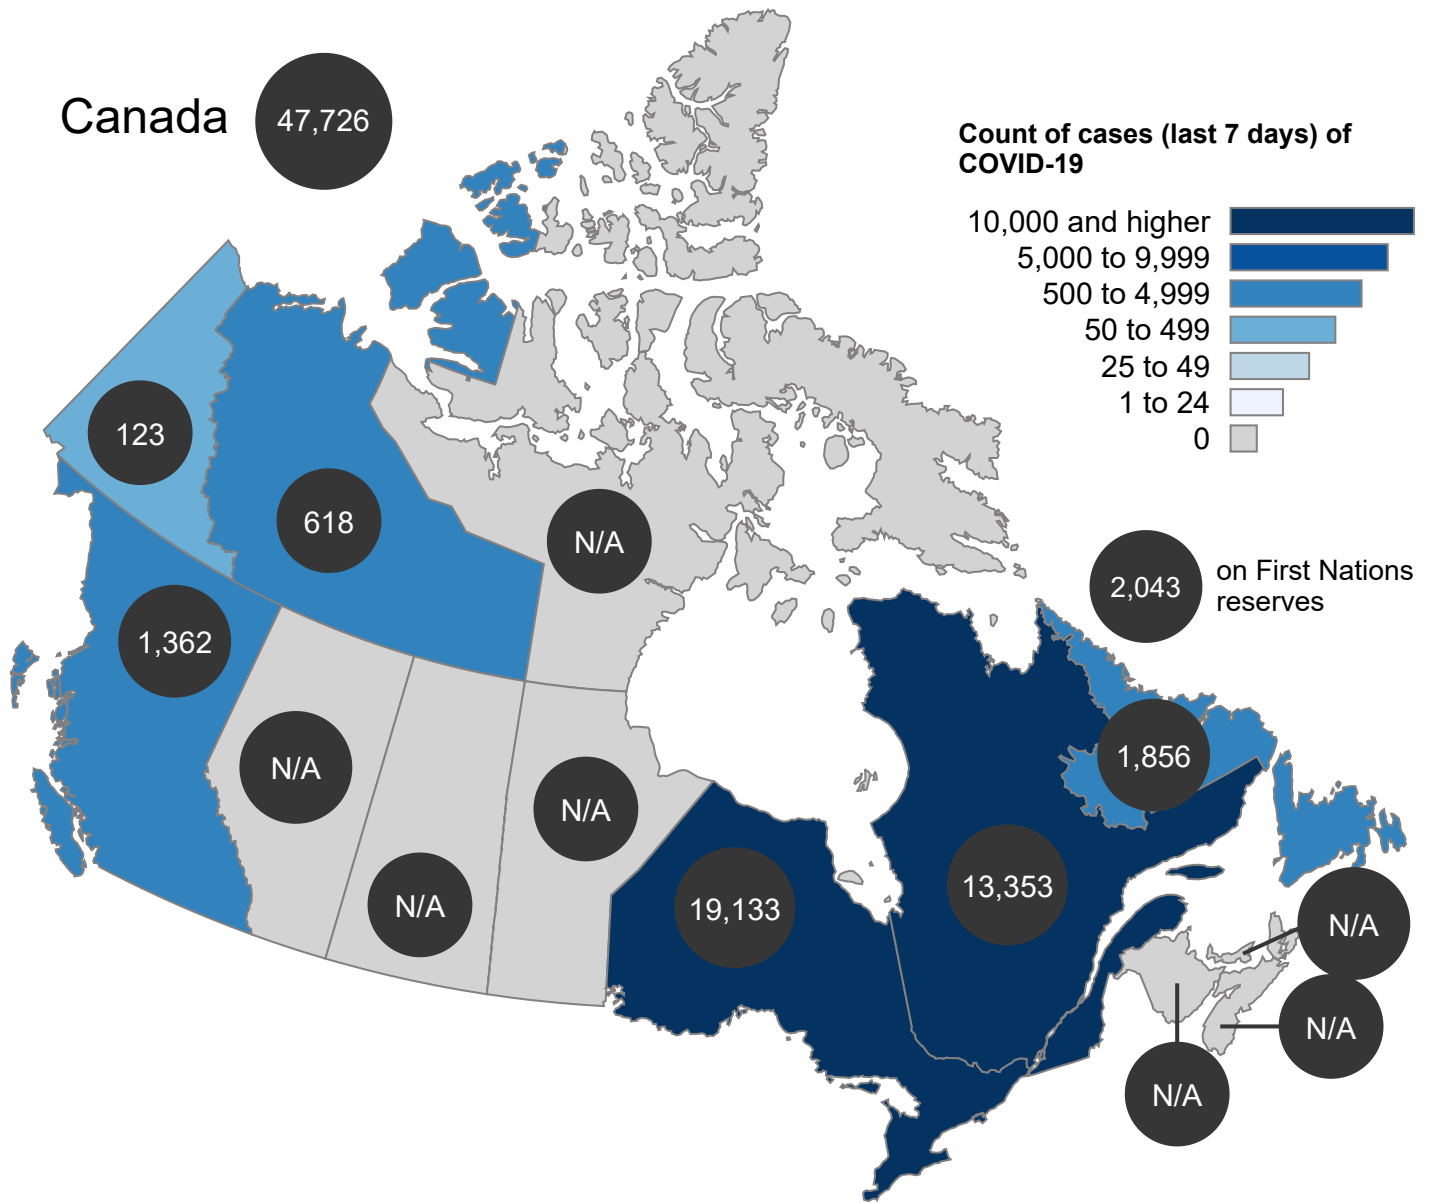 Canada
47,726
Count of cases (last 7 days) of
COVID-19
10,000 and higher
5,000 to 9,999
500 to 4,999
50 to 499
25 to 49
1 to 24
0
123
618
N/A
2,043
on First Nations
reserves
1,362
N/A
N/A
1,856
N/A
19,133
13,353
N/A
N/A
N/A